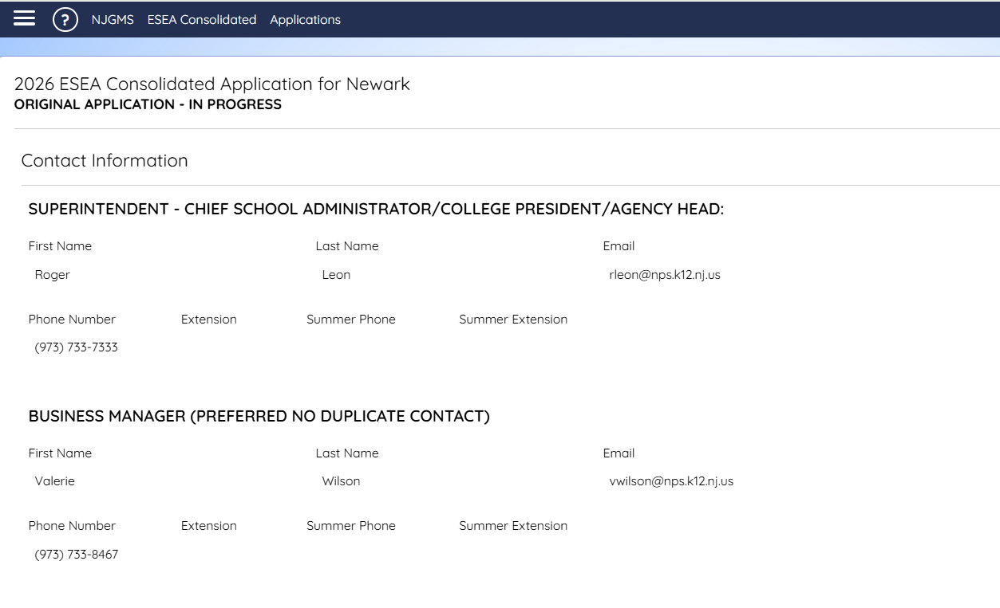 ? NJGMS ESEA Consolidated Applications
2026 ESEA Consolidated Application for Newark
ORIGINAL APPLICATION - IN PROGRESS
Contact Information
SUPERINTENDENT - CHIEF SCHOOL ADMINISTRATOR/COLLEGE PRESIDENT/AGENCY HEAD:
First Name Last Name Email
Roger Leon rleon@nps.k12.nj.us
Phone Number Extension Summer Phone Summer Extension
(973) 733-7333
BUSINESS MANAGER (PREFERRED NO DUPLICATE CONTACT)
First Name Last Name Email
Valerie Wilson vwilson@nps.k12.nj.us
Phone Number Extension Summer Phone Summer Extension
(973) 733-8467